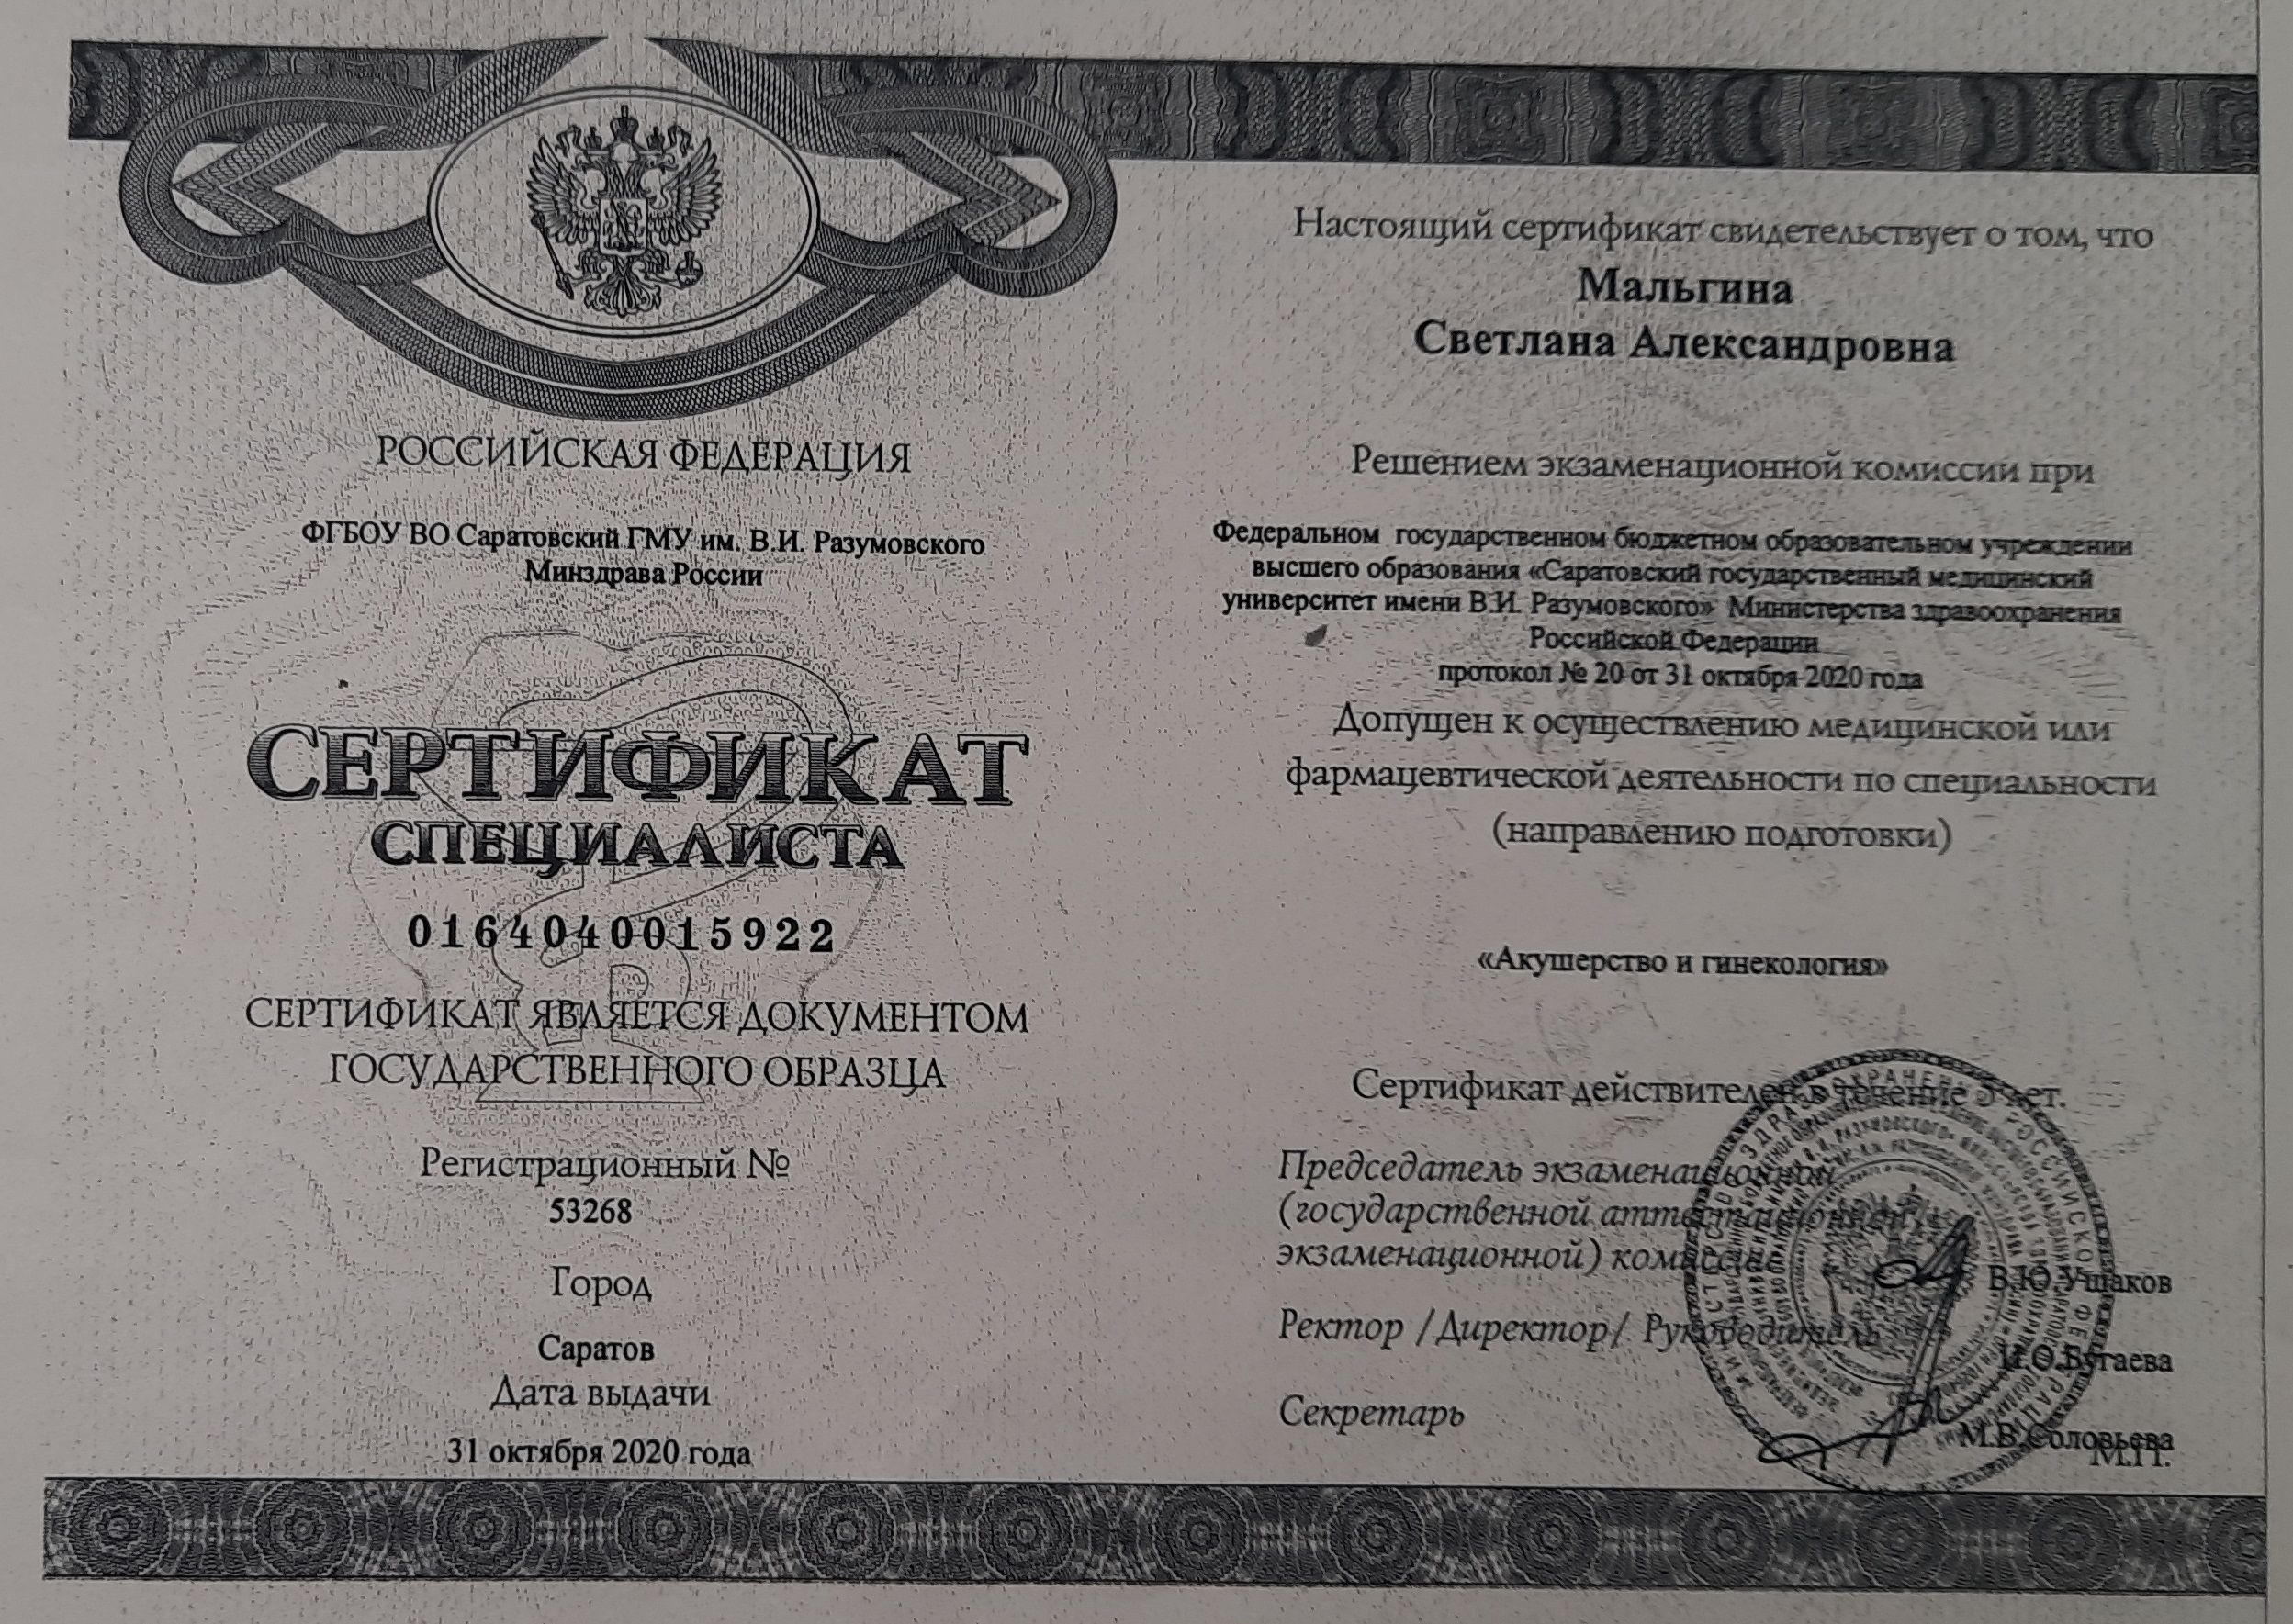 РОССИЙСКАЯ ФЕДЕРАЦИЯ
ФГБОУ ВО Саратовский ГМУ им. В.И. Разумовского
Минздрава России
СЕРТИФИКАТ
СПЕЦИАЛИСТА
0164040015922
СЕРТИФИКАТ ЯВЛЯЕТСЯ ДОКУМЕНТОМ
ГОСУДАРСТВЕННОГО ОБРАЗЦА
Регистрационный №
53268
Город
Саратов
Дата выдачи
31 октября 2020 года
Настоящий сертификат свидетельствует о том, что
Мальгина
Светлана Александровна
Решением экзаменационной комиссии при
Федеральном государственном бюджетном образовательном учреждении
высшего образования «Саратовский государственный медицинский
университет имени В.И. Разумовского» Министерства здравоохранения
Российской Федерации
протокол № 20 от 31 октября 2020 года
Допущен к осуществлению медицинской или
фармацевтической деятельности по специальности
(направлению подготовки)
«Акушерство и гинекология»
Сертификат действителен в течение 5 лет.
Председатель экзаменационной
(государственной аттестационной
экзаменационной) комиссии
В.Ю.Ушаков
Ректор /Директор/ Руководитель
И.О.Бугаева
Секретарь
М.В.Соловьева
М.П.